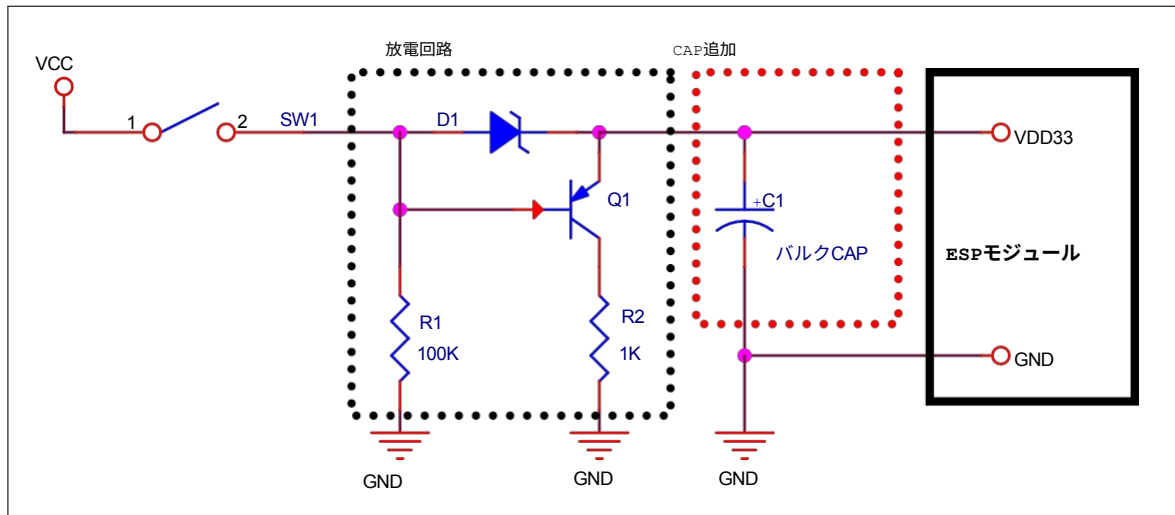 放電回路
CAP追加
VCC
1
2
SW1
D1
VDD33
Q1
+C1
バルクCAP
ESPモジュール
R1
100K
R2
1K
GND
GND
GND
GND